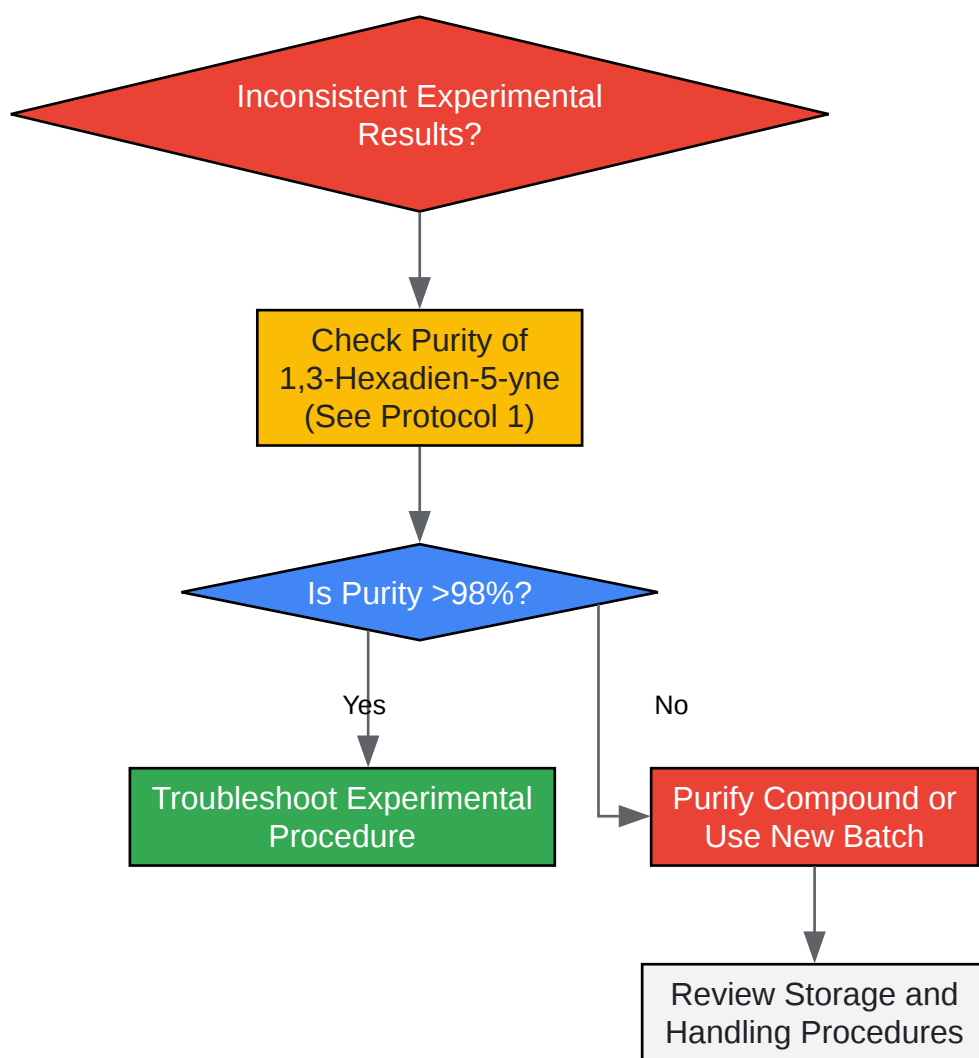 Inconsistent Experimental
Results?
Check Purity of
1,3-Hexadien-5-yne
(See Protocol 1)
Is Purity >98%?
Yes
No
Troubleshoot Experimental
Procedure
Purify Compound or
Use New Batch
Review Storage and
Handling Procedures